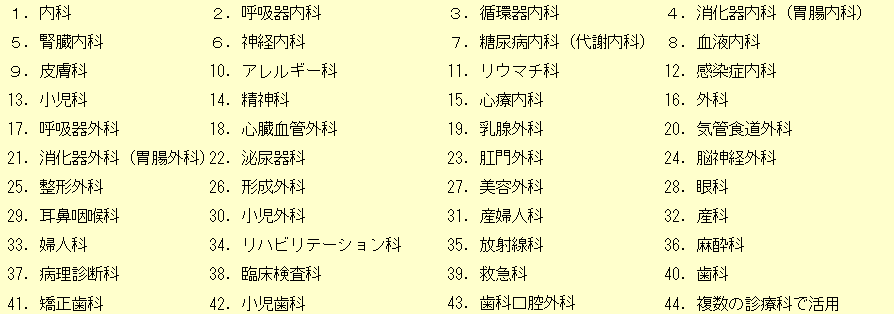 1. 内科 2. 呼吸器内科 3. 循環器内科 4. 消化器内科(胃腸内科)
5. 腎臓内科 6. 神経内科 7. 糖尿病内科(代謝内科) 8. 血液内科
9. 皮膚科 10. アレルギー科 11. リウマチ科 12. 感染症内科
13. 小児科 14. 精神科 15. 心療内科 16. 外科
17. 呼吸器外科 18. 心臓血管外科 19. 乳腺外科 20. 気管食道外科
21. 消化器外科(胃腸外科) 22. 泌尿器科 23. 肛門外科 24. 脳神経外科
25. 整形外科 26. 形成外科 27. 美容外科 28. 眼科
29. 耳鼻咽喉科 30. 小児外科 31. 産婦人科 32. 産科
33. 婦人科 34. リハビリテーション科 35. 放射線科 36. 麻酔科
37. 病理診断科 38. 臨床検査科 39. 救急科 40. 歯科
41. 矯正歯科 42. 小児歯科 43. 歯科口腔外科 44. 複数の診療科で活用